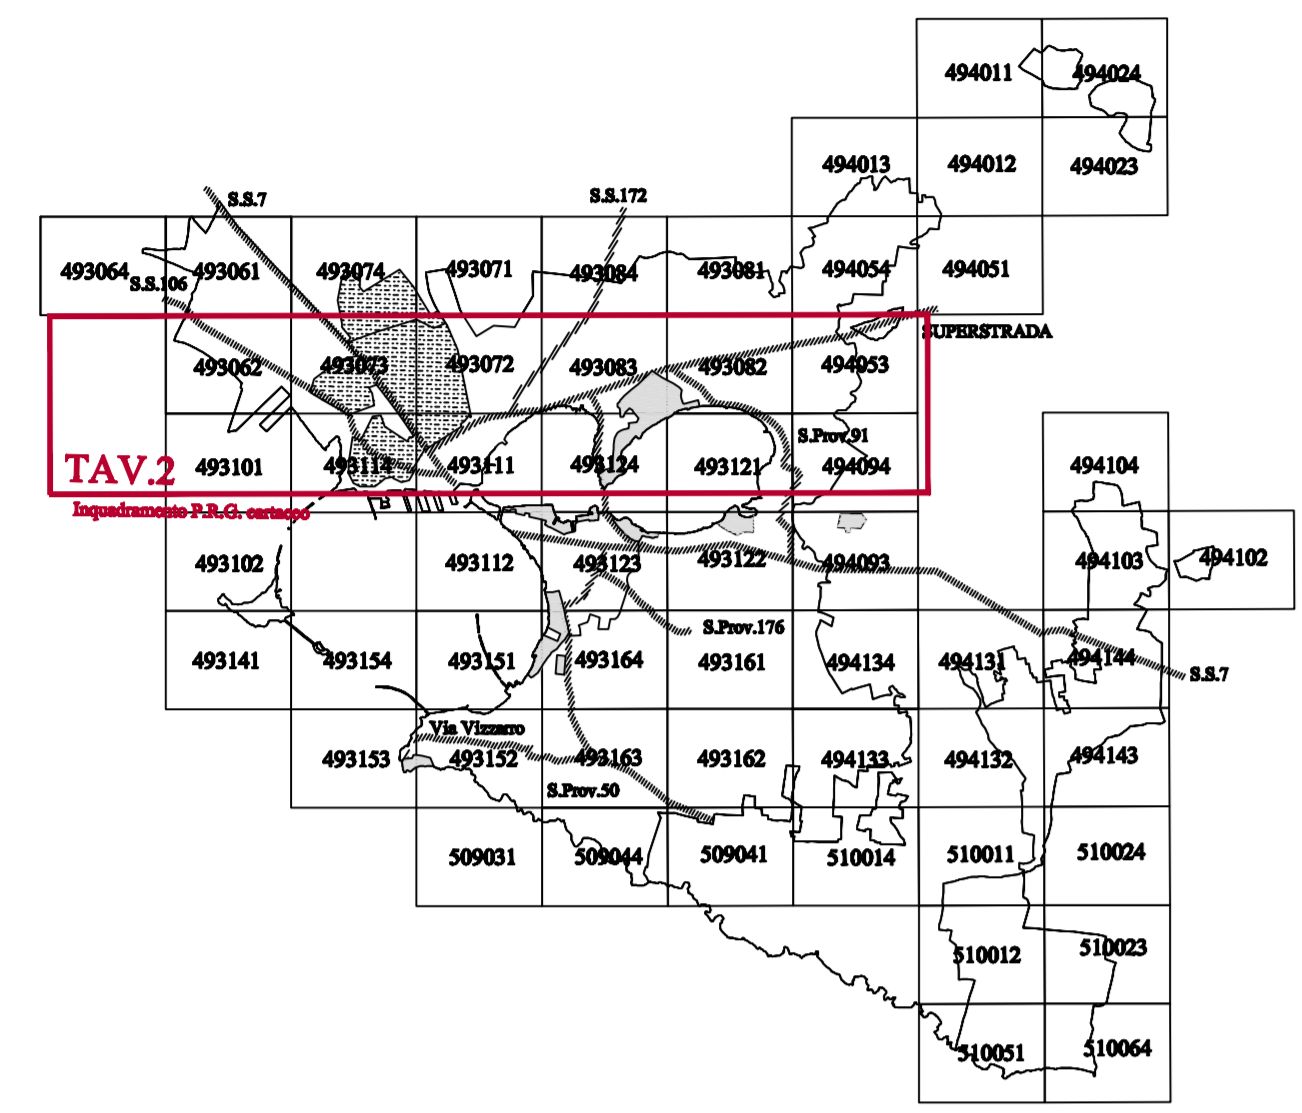 494011 494024
494013 494012 494023
S.S.7 S.S.172
493064 493061 493074 493071 493084 493081 494054 494051
S.S.106
SUPERSTRADA
493062 493073 493072 493083 493082 494053
S.Prov.91
TAV.2 493101 493114 493111 493124 493121 494094 494104
Inquadramento P.R.G. cartaceo
493102 493112 493123 493122 494093 494103 494102
S.Prov.176
493141 493154 493151 493164 493161 494134 494131 494144
S.S.7
Via Vizzarro
493153 493152 493163 493162 494133 494132 494143
S.Prov.50
509031 509044 509041 510014 510011 510024
510012 510023
510051 510064